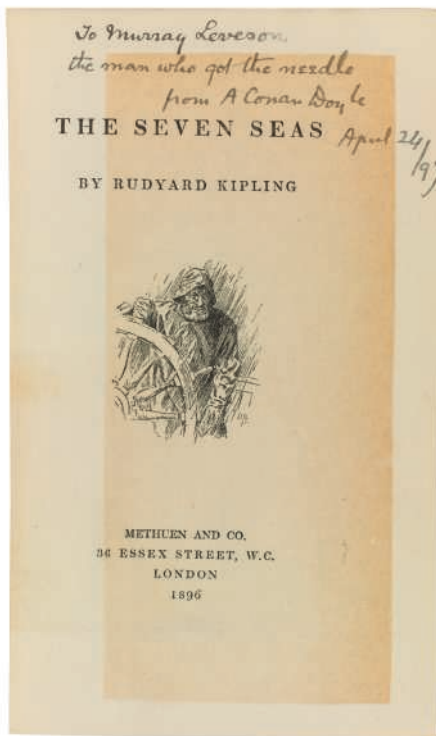 To Murray Leveson
the man who got the needle
from A Conan Doyle
April 24/97
THE SEVEN SEAS
BY RUDYARD KIPLING
METHUEN AND CO.
36 ESSEX STREET, W.C.
LONDON
1896